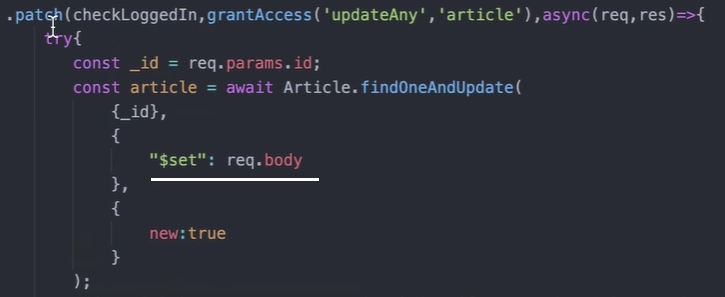 .patch(checkLoggedIn,grantAccess('updateAny','article'),async(req,res)=>{
try{
const _id = req.params.id;
const article = await Article.findOneAndUpdate(
{_id},
{
"$set": req.body
},
{
new:true
}
);